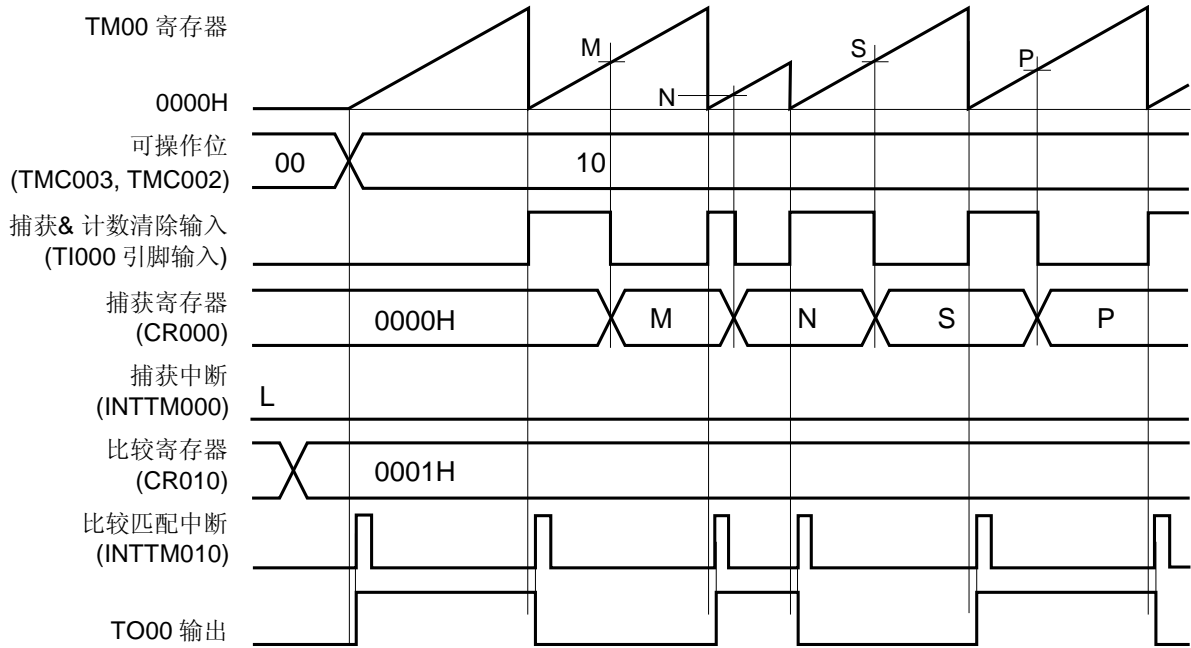 TM00 寄存器
M
S
P
N
0000H
可操作位
(TMC003, TMC002)
00
10
捕获& 计数清除输入
(TI000 引脚输入)
捕获寄存器
(CR000)
0000H
M
N
S
P
捕获中断
(INTTM000)
L
比较寄存器
(CR010)
0001H
比较匹配中断
(INTTM010)
TO00 输出